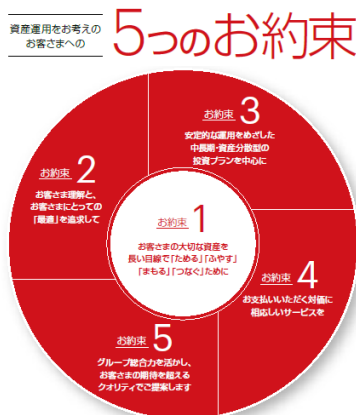 資産運用をお考えの
お客さまへの
5つのお約束
お約束 1
お客さまの大切な資産を
長い目線で「ためる」「ふやす」
「まもる」「つなぐ」ために
お約束 2
お客さま理解と、
お客さまにとっての
「最適」を追求して
お約束 3
安定的な運用をめざした
中長期・資産分散型の
投資プランを中心に
お約束 4
お支払いいただく対価に
相応しいサービスを
お約束 5
グループ総合力を活かし、
お客さまの期待を超える
クオリティでご提案します